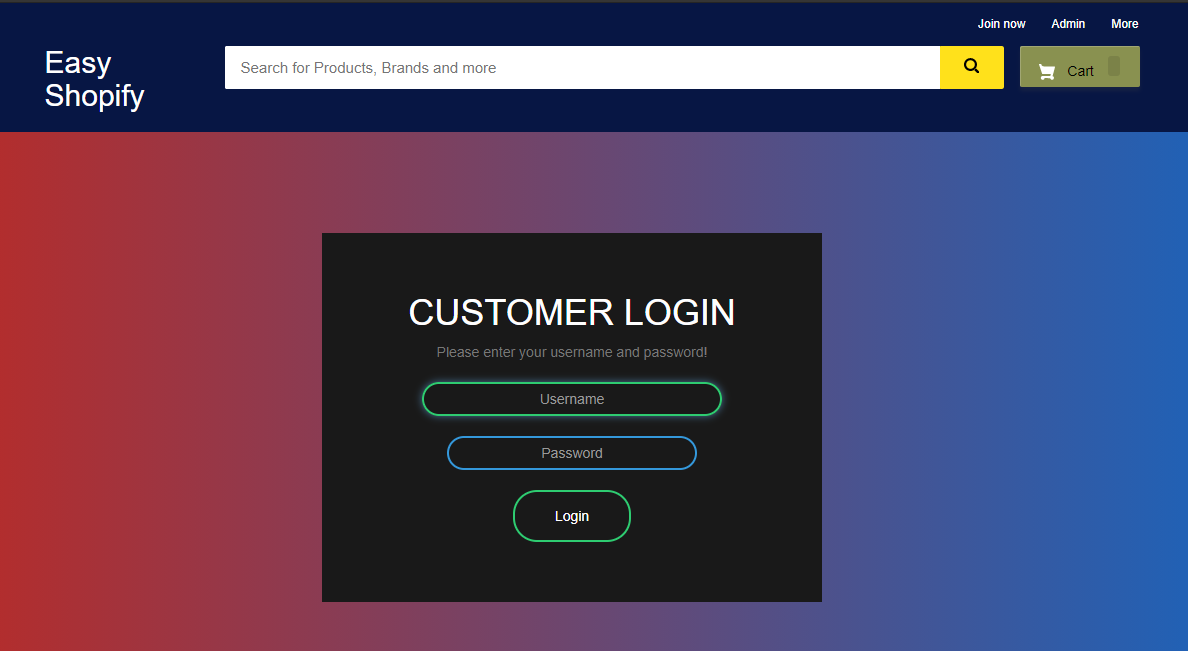 Join now Admin More
Easy
Shopify
Search for Products, Brands and more
Cart
CUSTOMER LOGIN
Please enter your username and password!
Username
Password
Login